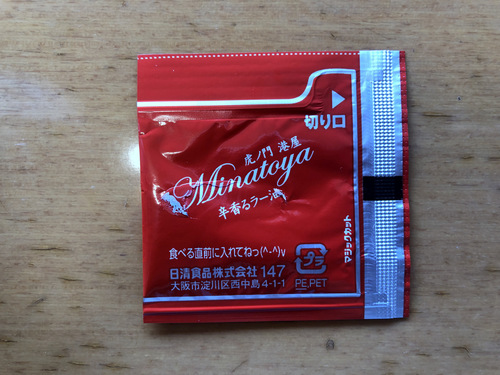 切り口
虎ノ門 港屋
Minatoya
辛香るラー油
食べる直前に入れてねっ(^-^)v
日清食品株式会社 147
大阪市淀川区西中島4-1-1
プラ
PE,PET
マジックカット